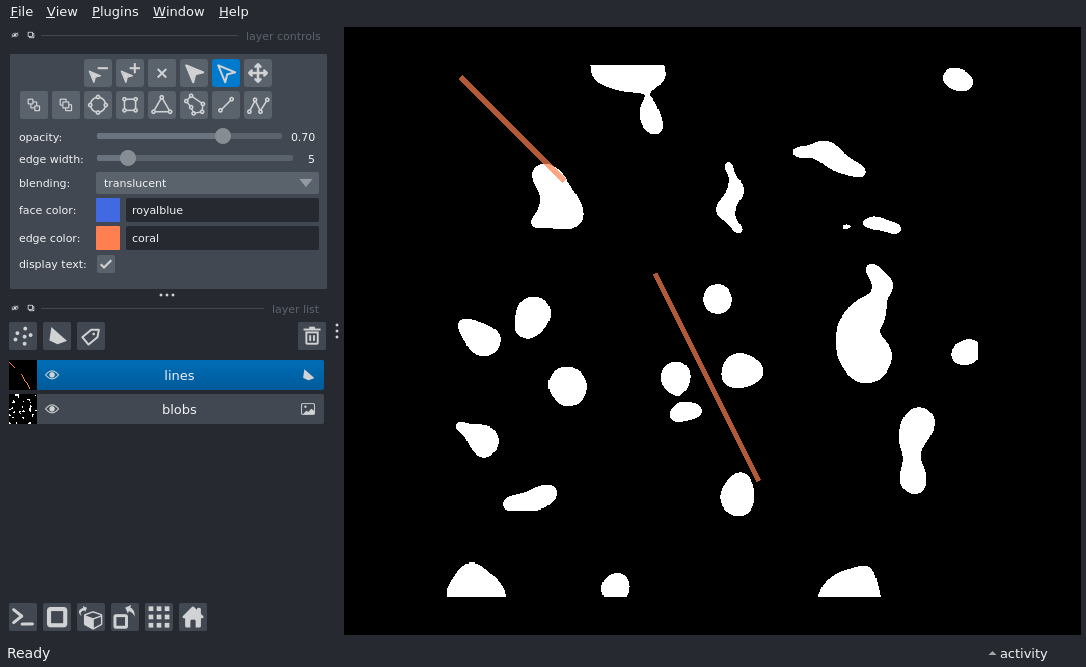 File View Plugins Window Help
layer controls
opacity: 0.70
edge width: 5
blending: translucent
face color: royalblue
edge color: coral
display text:
layer list
lines
blobs
Ready
activity